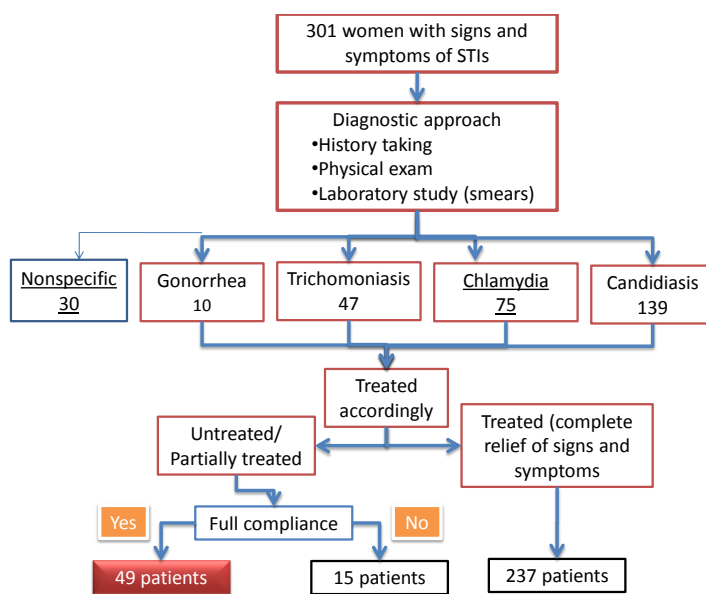 301 women with signs and
symptoms of STIs
Diagnostic approach
•History taking
•Physical exam
•Laboratory study (smears)
Nonspecific
30
Gonorrhea
10
Trichomoniasis
47
Chlamydia
75
Candidiasis
139
Treated
accordingly
Untreated/
Partially treated
Treated (complete
relief of signs and
symptoms
Yes
Full compliance
No
49 patients
15 patients
237 patients